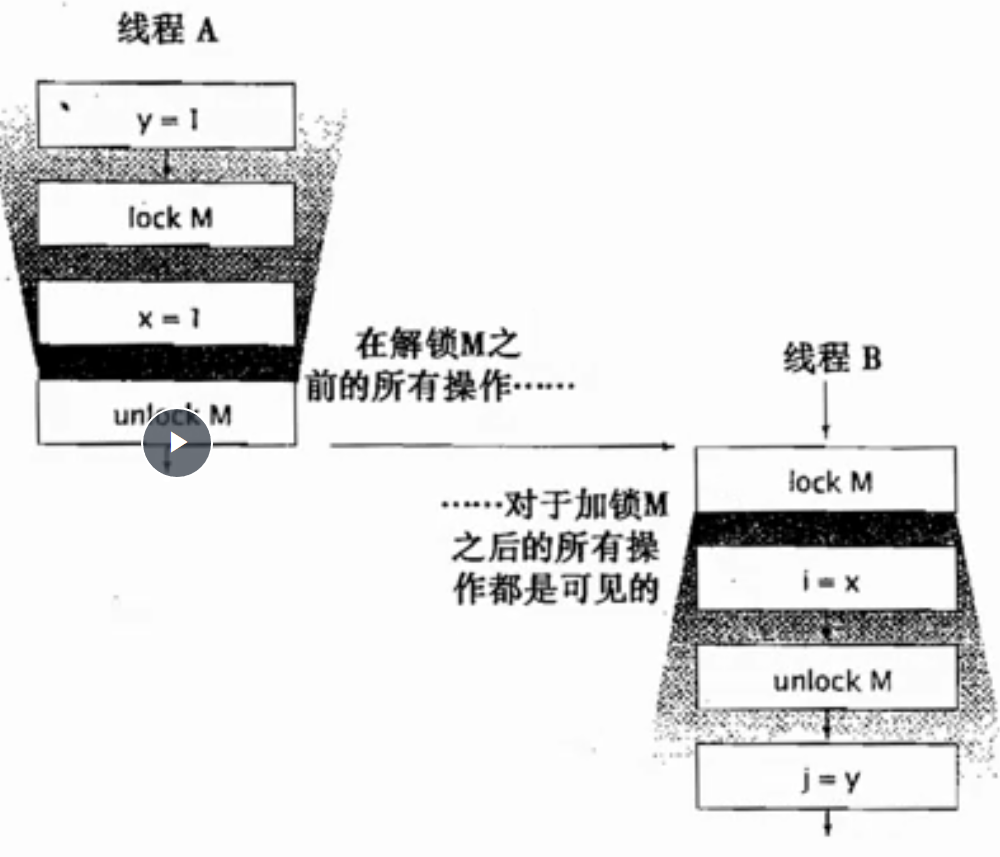 线程 A
y = 1
lock M
x = 1
unlock M
在解锁M之
前的所有操作……
线程 B
lock M
……对于加锁M
之后的所有操
作都是可见的
i = x
unlock M
j = y